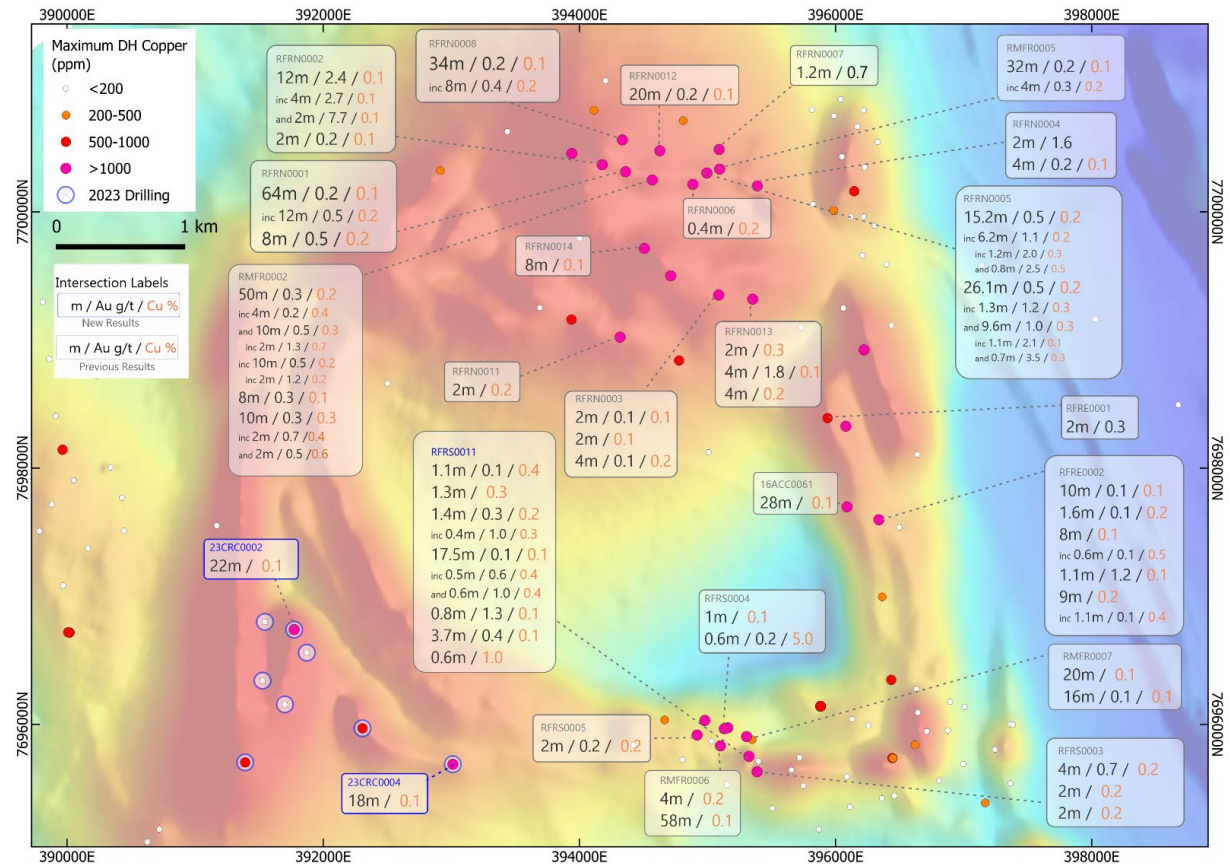 390000E
392000E
394000E
396000E
398000E
Maximum DH Copper
(ppm)
<200
200-500
500-1000
>1000
2023 Drilling
0
1 km
Intersection Labels
m / Au g/t / Cu %
New Results
m / Au g/t / Cu %
Previous Results
RFRN0002
12m / 2.4 / 0.1
inc 4m / 2.7 / 0.1
and 2m / 7.7 / 0.1
2m / 0.2 / 0.1
RFRN0008
34m / 0.2 / 0.1
inc 8m / 0.4 / 0.2
RFRN0012
20m / 0.2 / 0.1
RFRN0007
1.2m / 0.7
RMFR0005
32m / 0.2 / 0.1
inc 4m / 0.3 / 0.2
RFRN0004
2m / 1.6
4m / 0.2 / 0.1
RFRN0001
64m / 0.2 / 0.1
inc 12m / 0.5 / 0.2
8m / 0.5 / 0.2
RFRN0006
0.4m / 0.2
RFRN0005
15.2m / 0.5 / 0.2
inc 6.2m / 1.1 / 0.2
inc 1.2m / 2.0 / 0.3
and 0.8m / 2.5 / 0.5
26.1m / 0.5 / 0.2
inc 1.3m / 1.2 / 0.3
and 9.6m / 1.0 / 0.3
inc 1.1m / 2.1 / 0.1
and 0.7m / 3.5 / 0.3
RFRN0014
8m / 0.1
RMFR0002
50m / 0.3 / 0.2
inc 4m / 0.2 / 0.4
and 10m / 0.5 / 0.3
inc 2m / 1.3 / 0.7
inc 10m / 0.5 / 0.2
inc 2m / 1.2 / 0.2
8m / 0.3 / 0.1
10m / 0.3 / 0.3
inc 2m / 0.7 /0.4
and 2m / 0.5 /0.6
RFRN0011
2m / 0.2
RFRN0003
2m / 0.1 / 0.1
2m / 0.1
4m / 0.1 / 0.2
RFRN0013
2m / 0.3
4m / 1.8 / 0.1
4m / 0.2
RFRE0001
2m / 0.3
RFRS0011
1.1m / 0.1 / 0.4
1.3m / 0.3
1.4m / 0.3 / 0.2
inc 0.4m / 1.0 / 0.3
17.5m / 0.1 / 0.1
inc 0.5m / 0.6 / 0.4
and 0.6m / 1.0 / 0.4
0.8m / 1.3 / 0.1
3.7m / 0.4 / 0.1
0.6m / 1.0
16ACC0061
28m / 0.1
RFRE0002
10m / 0.1 / 0.1
1.6m / 0.1 / 0.2
8m / 0.1
inc 0.6m / 0.1 / 0.5
1.1m / 1.2 / 0.1
9m / 0.2
inc 1.1m / 0.1 / 0.4
23CRC0002
22m / 0.1
RFRS0004
1m / 0.1
0.6m / 0.2 / 5.0
RMFR0007
20m / 0.1
16m / 0.1 / 0.1
RFRS0005
2m / 0.2 / 0.2
23CRC0004
18m / 0.1
RMFR0006
4m / 0.2
58m / 0.1
RFRS0003
4m / 0.7 / 0.2
2m / 0.2
2m / 0.2
7700000N
7698000N
7696000N
7700000N
7698000N
7696000N
390000E
392000E
394000E
396000E
398000E